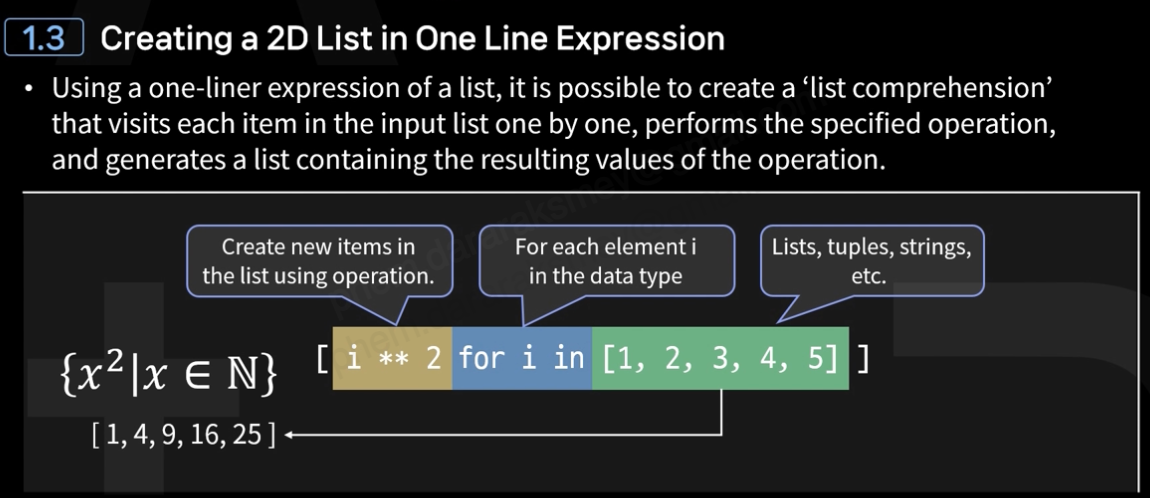 1.3 Creating a 2D List in One Line Expression
• Using a one-liner expression of a list, it is possible to create a ‘list comprehension’
that visits each item in the input list one by one, performs the specified operation,
and generates a list containing the resulting values of the operation.
Create new items in
the list using operation.
For each element i
in the data type
Lists, tuples, strings,
etc.
{x²|x ∈ ℕ}
[ i ** 2 for i in [1, 2, 3, 4, 5] ]
[ 1, 4, 9, 16, 25 ]